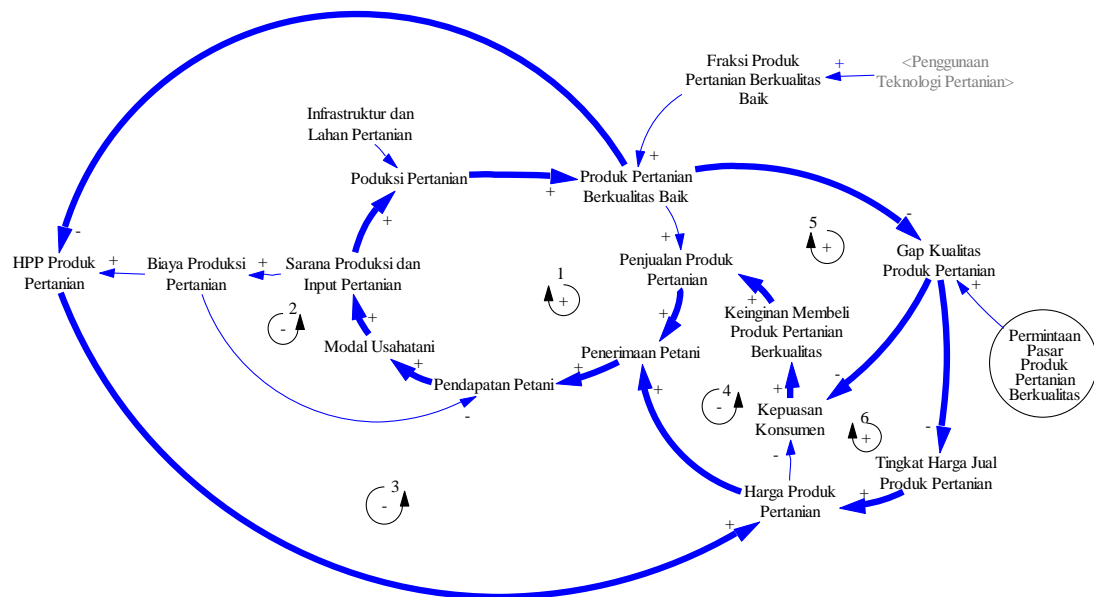 Fraksi Produk
Pertanian Berkualitas
Baik
+
<Penggunaan
Teknologi Pertanian>
Infrastruktur dan
Lahan Pertanian
Poduksi Pertanian
+
+
Produk Pertanian
Berkualitas Baik
+
-
HPP Produk
Pertanian
+
Biaya Produksi
Pertanian
+
Sarana Produksi dan
Input Pertanian
+
1
+
+
Penjualan Produk
Pertanian
5
+
-
Gap Kualitas
Produk Pertanian
+
2
-
Modal Usahatani
+
Penerimaan Petani
+
Keinginan Membeli
Produk Pertanian
Berkualitas
+
Permintaan
Pasar
Produk
Pertanian
Berkualitas
Pendapatan Petani
+
+
-
+
4
-
-
+
Kepuasan
Konsumen
-
6
+
-
Tingkat Harga Jual
Produk Pertanian
3
-
Harga Produk
Pertanian
+
+